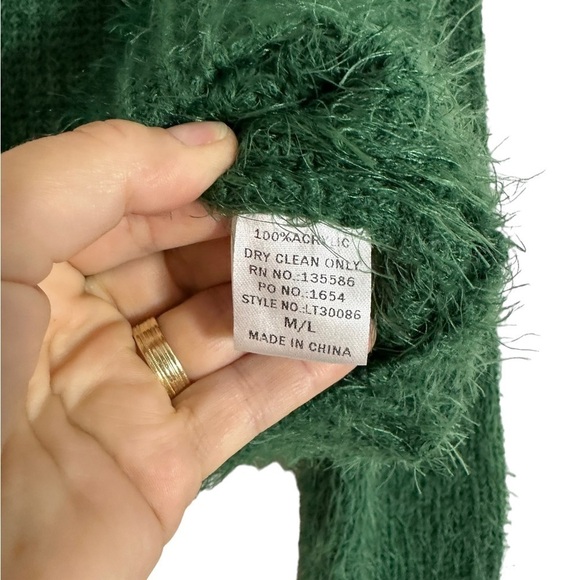 100%ACRYLIC
DRY CLEAN ONLY
RN NO.:135586
PO NO.:1654
STYLE NO.:LT30086
M/L
MADE IN CHINA